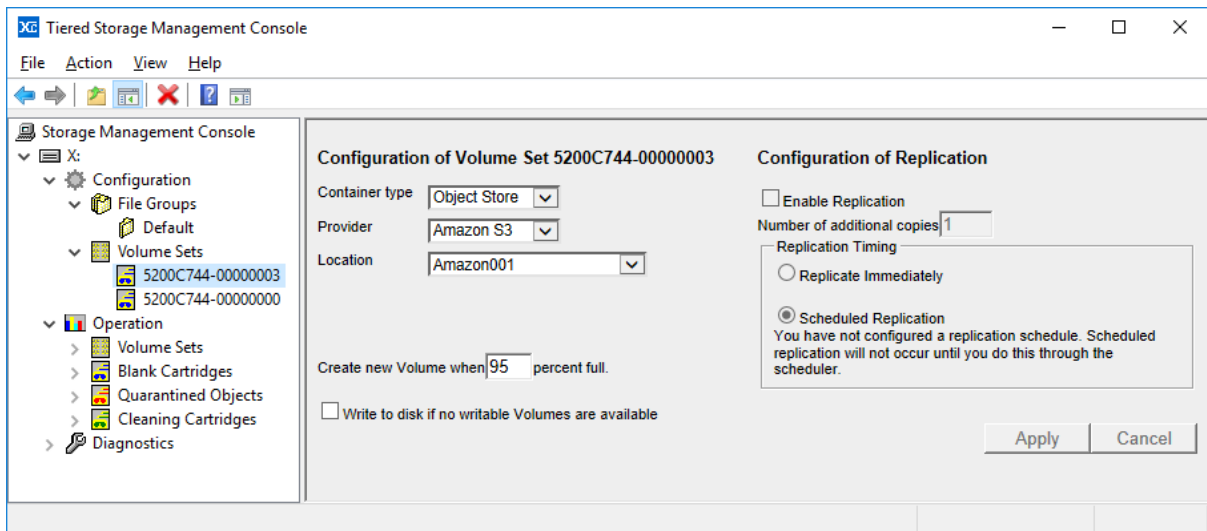 Tiered Storage Management Console
File Action View Help
Storage Management Console
X:
Configuration
File Groups
Default
Volume Sets
5200C744-00000003
5200C744-00000000
Operation
Volume Sets
Blank Cartridges
Quarantined Objects
Cleaning Cartridges
Diagnostics
Configuration of Volume Set 5200C744-00000003
Container type Object Store
Provider Amazon S3
Location Amazon001
Create new Volume when 95 percent full.
Write to disk if no writable Volumes are available
Configuration of Replication
Enable Replication
Number of additional copies 1
Replication Timing
Replicate Immediately
Scheduled Replication
You have not configured a replication schedule. Scheduled
replication will not occur until you do this through the
scheduler.
Apply Cancel